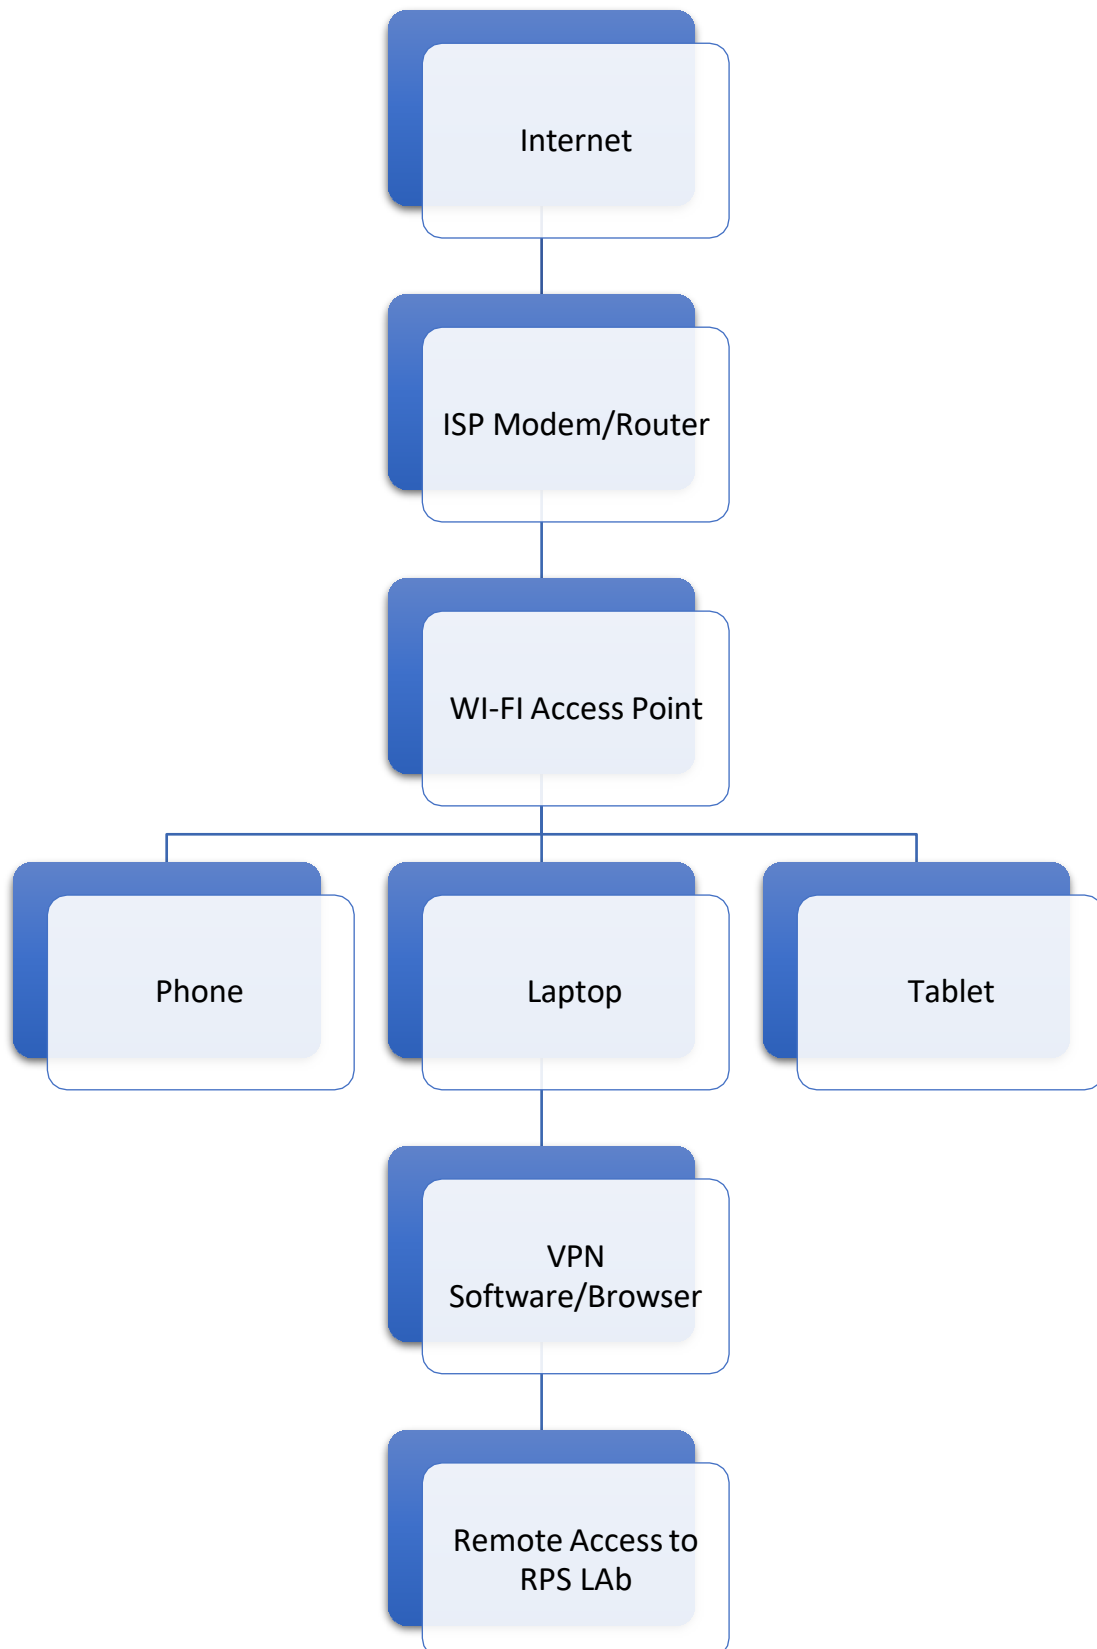 Internet
ISP Modem/Router
WI-FI Access Point
Phone
Laptop
Tablet
VPN
Software/Browser
Remote Access to
RPS LAb